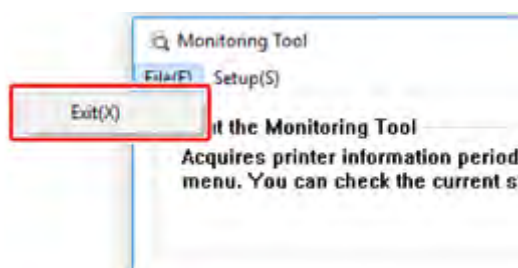 Monitoring Tool
File(F) Setup(S)
Exit(X)
t the Monitoring Tool
Acquires printer information period
menu. You can check the current s